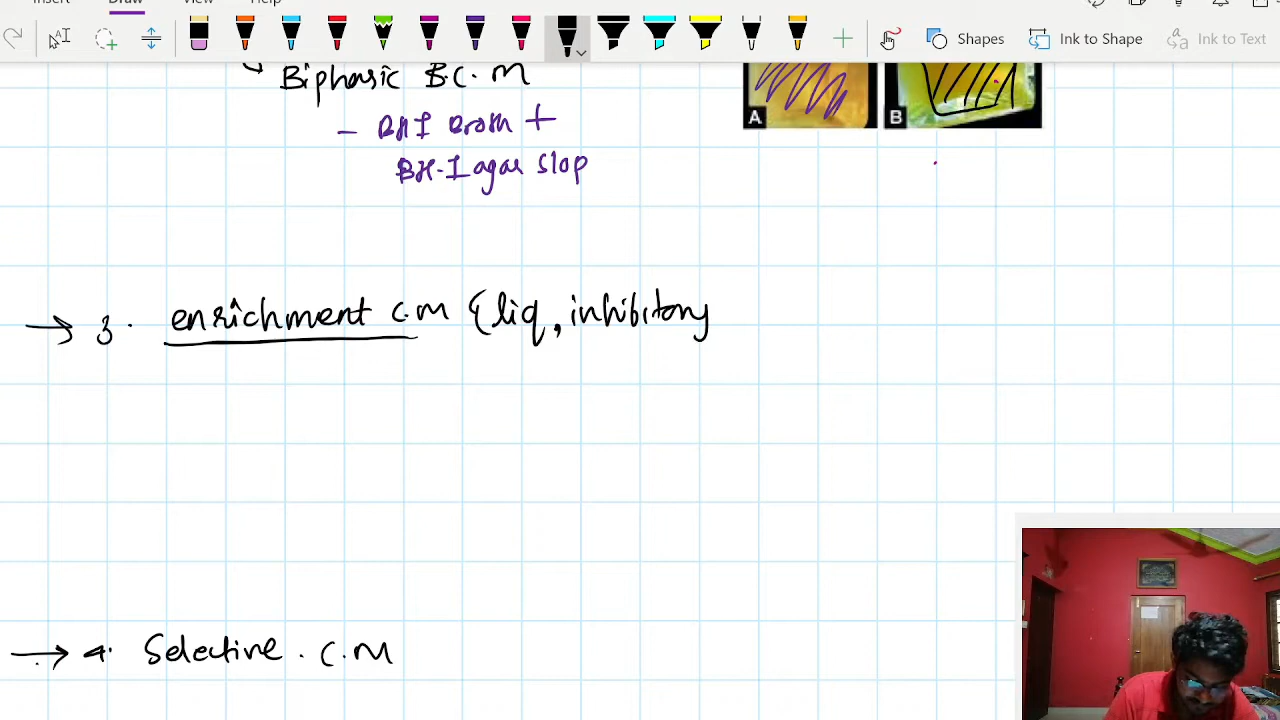 Insert Draw View Help
Shapes Ink to Shape Ink to Text
Biphasic B.C.M
A B
- BHI Broth +
BH-I agar Slop
→ 3. enrichment C.M {liq, inhibitory
→ 4. Selective. C.M